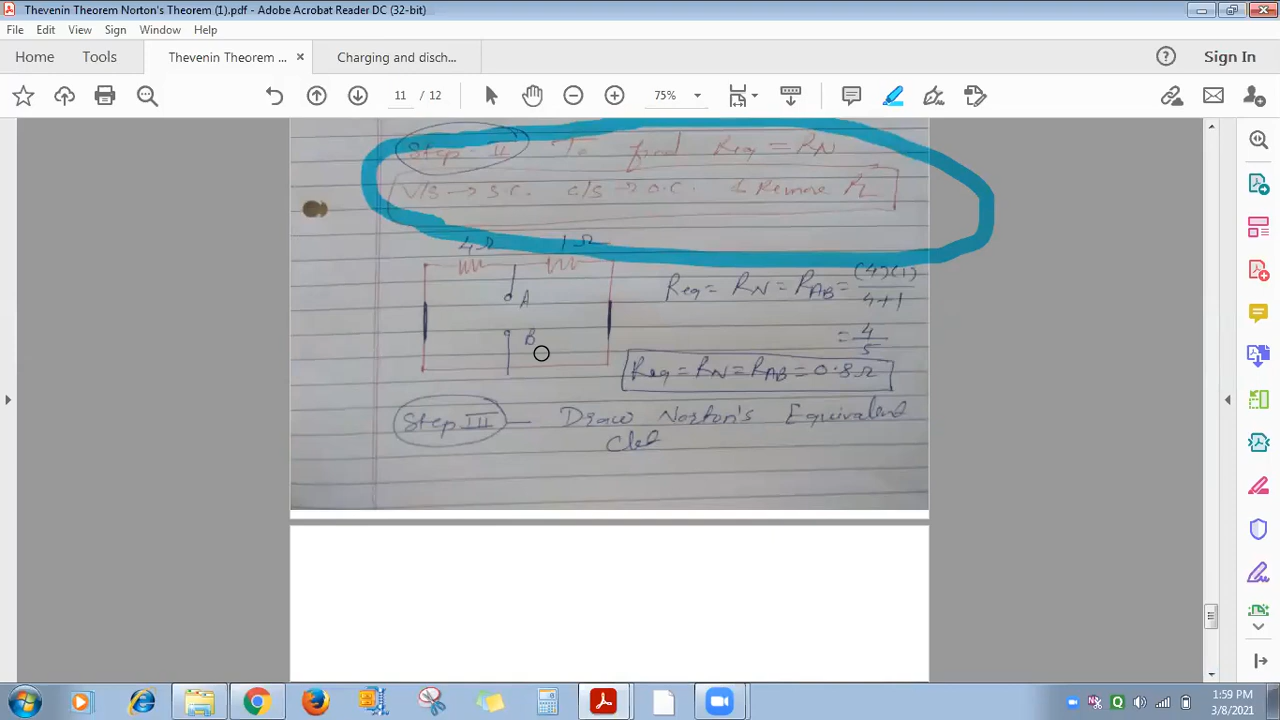 Thevenin Theorem Norton's Theorem (1).pdf - Adobe Acrobat Reader DC (32-bit)
File Edit View Sign Window Help
Home Tools Thevenin Theorem ... × Charging and disch... Sign In
11 / 12 75%
Step-II To find Req = RN
V/S → S.C. C/S → O.C. & Remove RL
4Ω 1Ω
A
B
Req = RN = RAB = (4)(1)
4+1
= 4
5
Req = RN = RAB = 0.8Ω
Step III — Draw Norton's Equivalent
Ckt
1:59 PM
3/8/2021